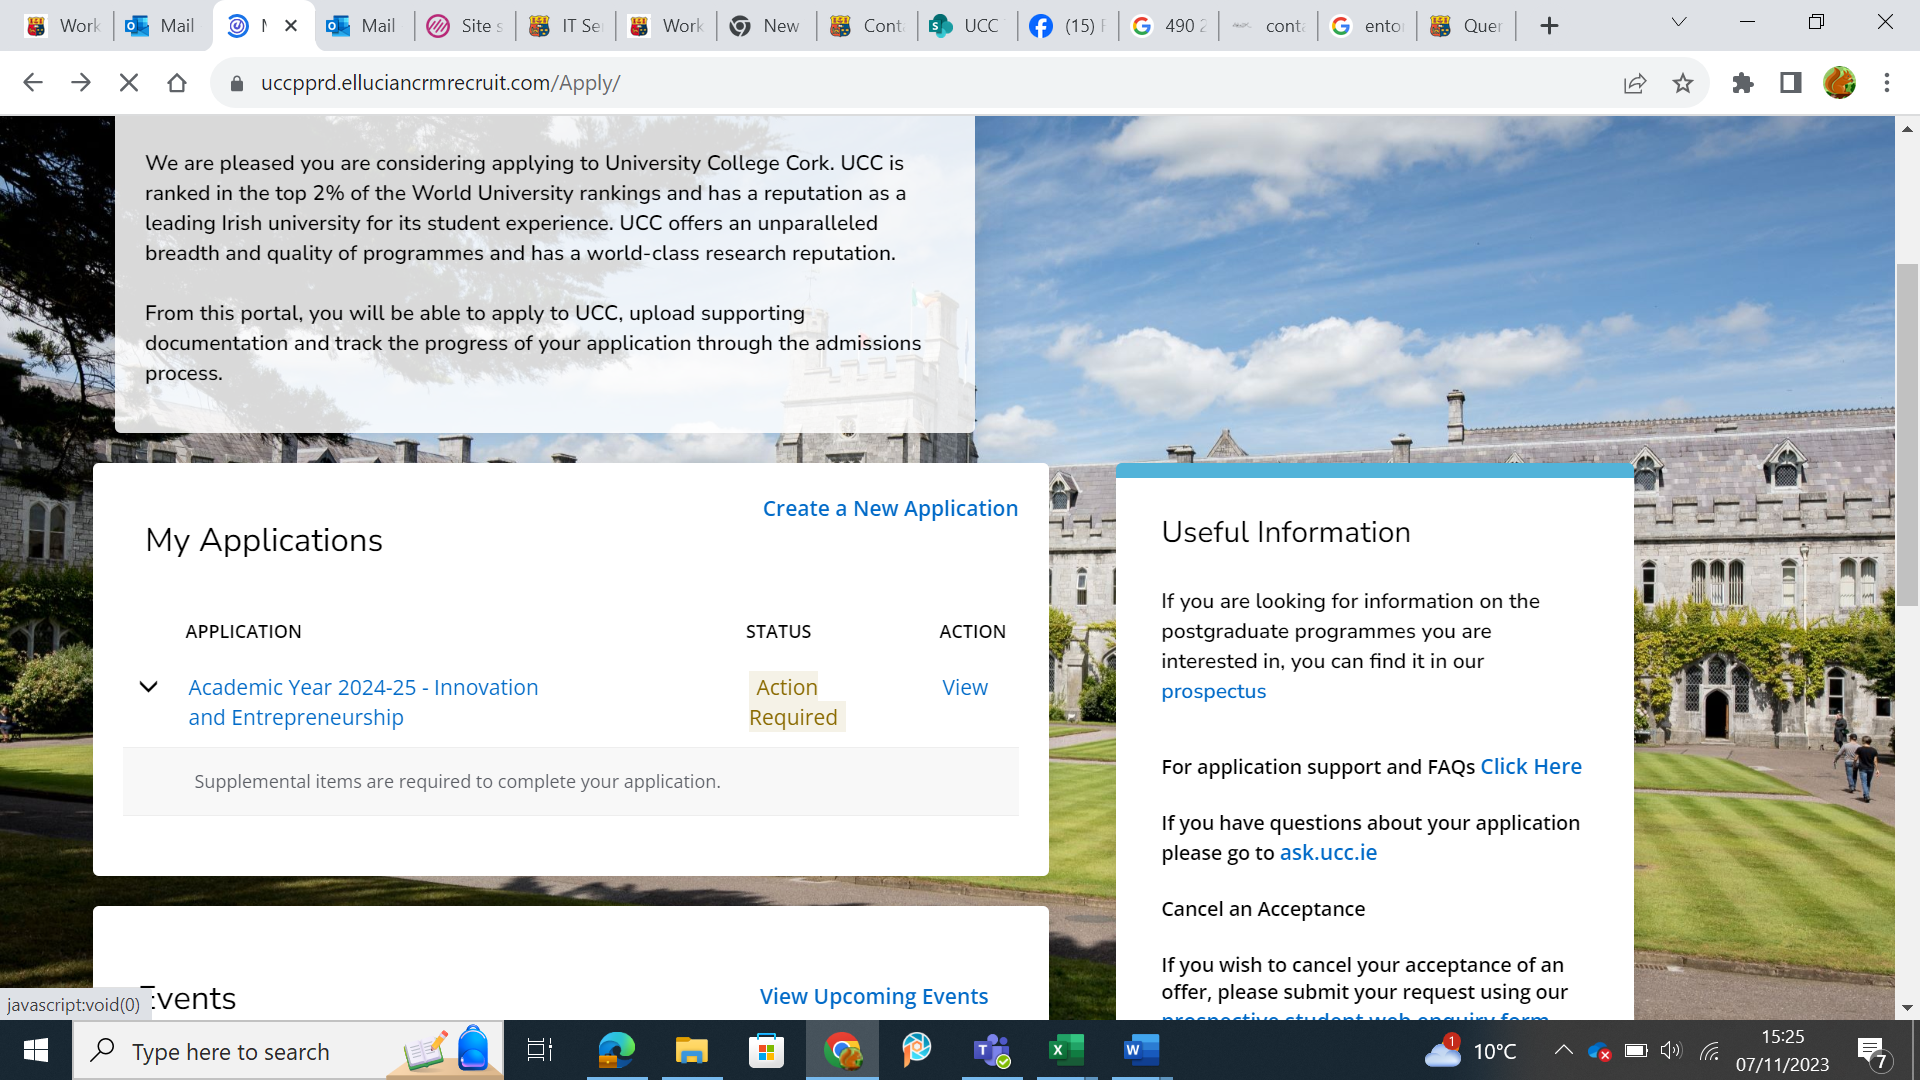 Work
Mail
Mail
Site s
IT Se
Work
New
Cont
UCC
(15) F
490 2
conta
ento
Quer
uccpprd.elluciancrmrecruit.com/Apply/
We are pleased you are considering applying to University College Cork. UCC is
ranked in the top 2% of the World University rankings and has a reputation as a
leading Irish university for its student experience. UCC offers an unparalleled
breadth and quality of programmes and has a world-class research reputation.
From this portal, you will be able to apply to UCC, upload supporting
documentation and track the progress of your application through the admissions
process.
Create a New Application
My Applications
APPLICATION STATUS ACTION
Academic Year 2024-25 - Innovation
and Entrepreneurship
Action
Required
View
Supplemental items are required to complete your application.
Events
View Upcoming Events
Useful Information
If you are looking for information on the
postgraduate programmes you are
interested in, you can find it in our
prospectus
For application support and FAQs Click Here
If you have questions about your application
please go to ask.ucc.ie
Cancel an Acceptance
If you wish to cancel your acceptance of an
offer, please submit your request using our
prospective student web enquiry form
javascript:void(0)
Type here to search
1
10°C
15:25
07/11/2023
7